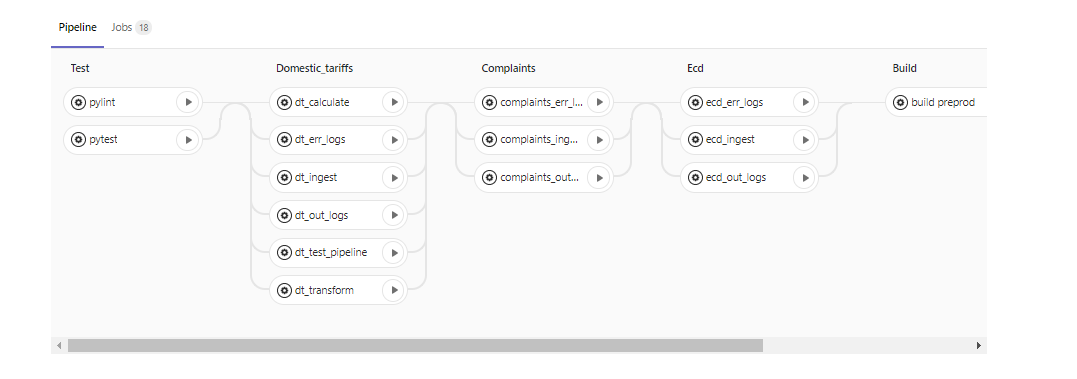 Pipeline Jobs 18
Test Domestic_tariffs Complaints Ecd Build
pylint dt_calculate complaints_err_l... ecd_err_logs build preprod
pytest dt_err_logs complaints_ing... ecd_ingest
dt_ingest complaints_out... ecd_out_logs
dt_out_logs
dt_test_pipeline
dt_transform